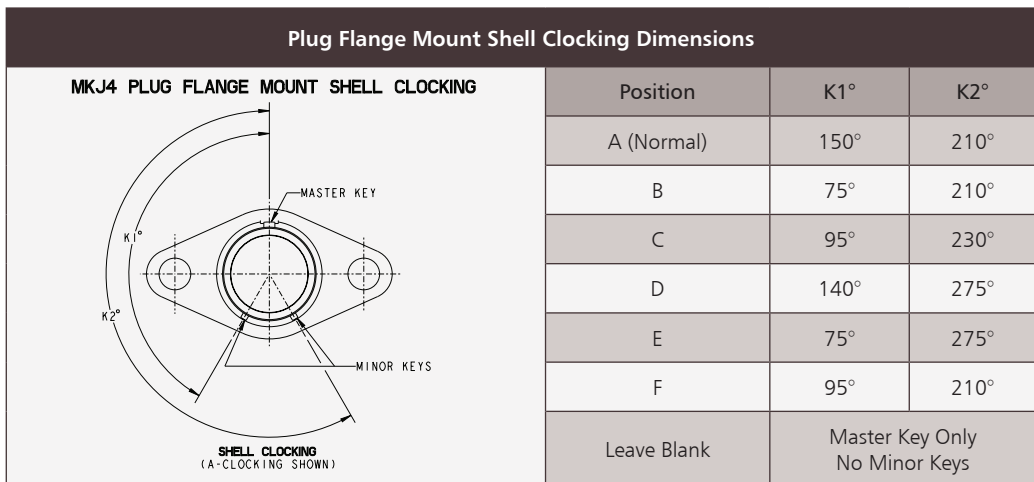 Plug Flange Mount Shell Clocking Dimensions
MKJ4 PLUG FLANGE MOUNT SHELL CLOCKING
MASTER KEY
K1°
K2°
MINOR KEYS
SHELL CLOCKING
(A-CLOCKING SHOWN)
Position K1° K2°
A (Normal) 150° 210°
B 75° 210°
C 95° 230°
D 140° 275°
E 75° 275°
F 95° 210°
Leave Blank Master Key Only
No Minor Keys